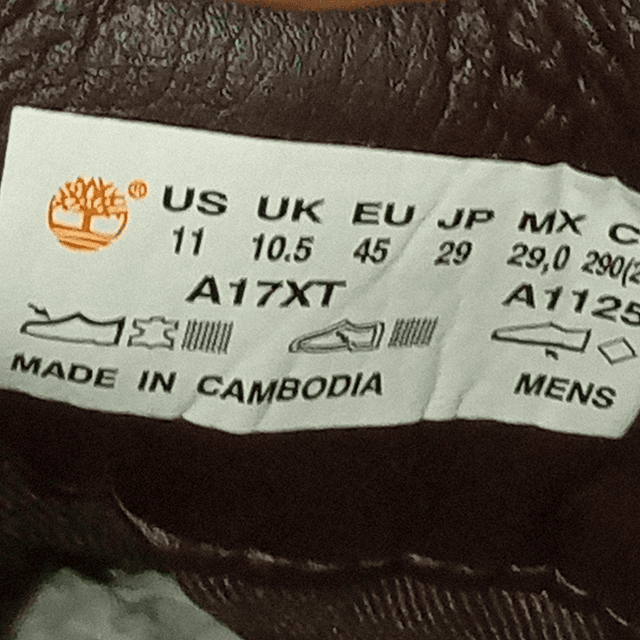 ® US UK EU JP MX C
11 10.5 45 29 29,0 290(2
A17XT A1125
MADE IN CAMBODIA MENS